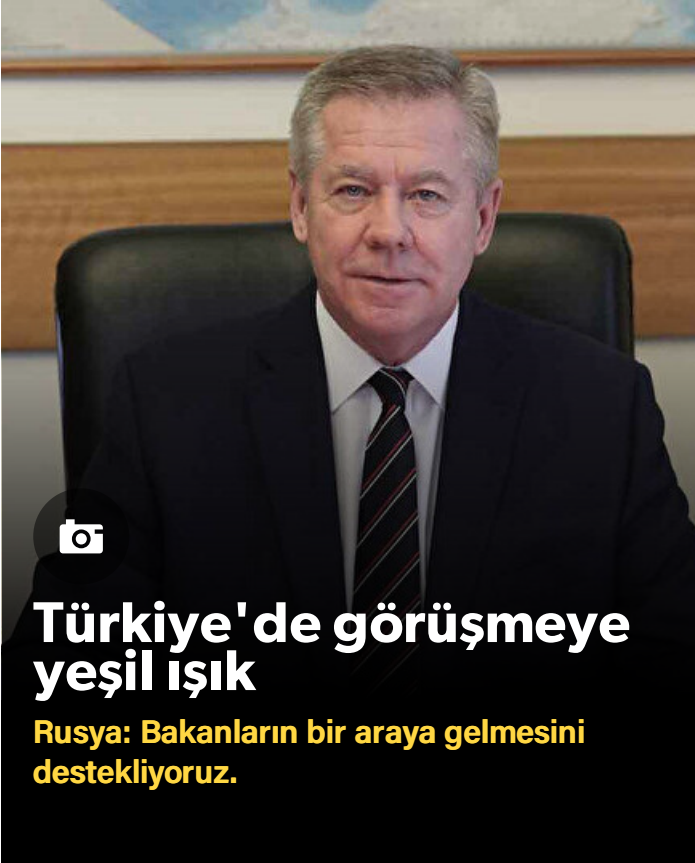 Türkiye'de görüşmeye
yeşil ışık
Rusya: Bakanların bir araya gelmesini
destekliyoruz.